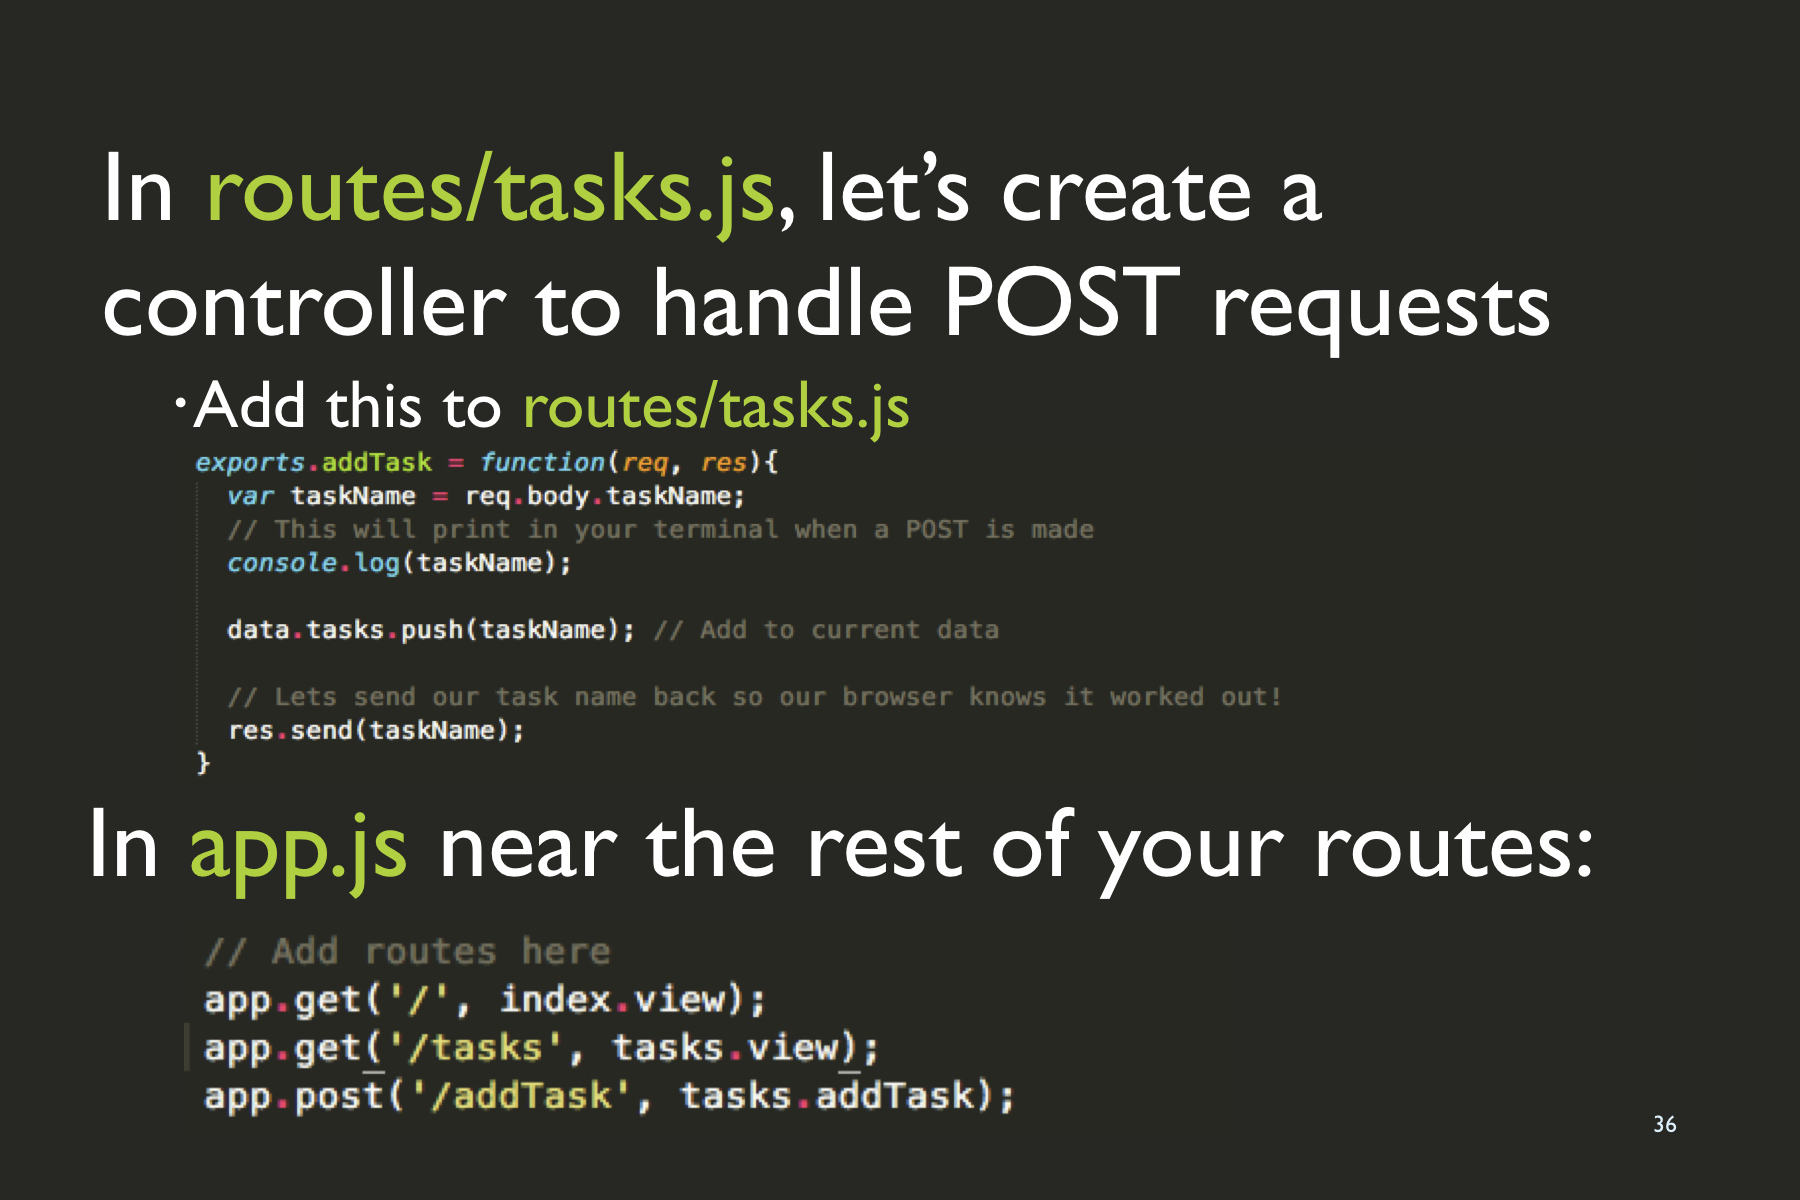 In routes/tasks.js, let’s create a
controller to handle POST requests
·Add this to routes/tasks.js
exports.addTask = function(req, res){
  var taskName = req.body.taskName;
  // This will print in your terminal when a POST is made
  console.log(taskName);
  data.tasks.push(taskName); // Add to current data
  // Lets send our task name back so our browser knows it worked out!
  res.send(taskName);
}
In app.js near the rest of your routes:
// Add routes here
app.get('/', index.view);
app.get('/tasks', tasks.view);
app.post('/addTask', tasks.addTask);
36